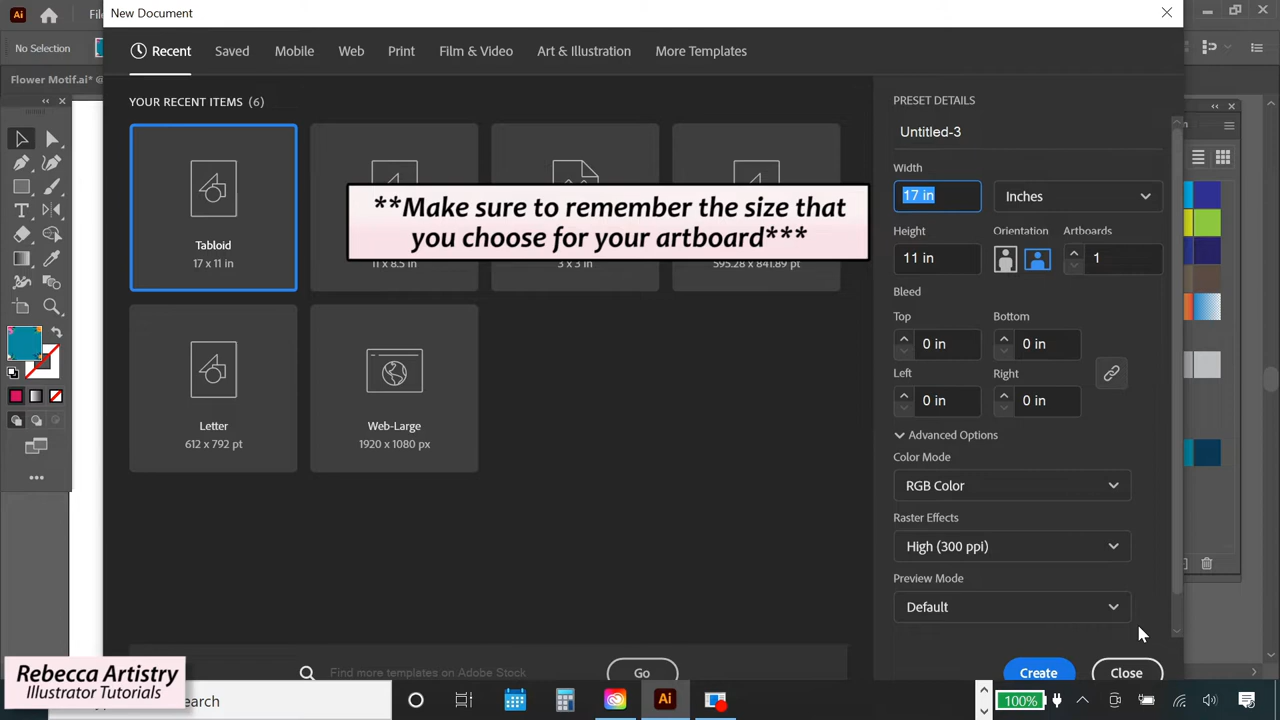 New Document
No Selection
Flower Motif.ai*
Recent
Saved
Mobile
Web
Print
Film & Video
Art & Illustration
More Templates
YOUR RECENT ITEMS (6)
Tabloid
17 x 11 in
11 x 8.5 in
3 x 3 in
595.28 x 841.89 pt
Letter
612 x 792 pt
Web-Large
1920 x 1080 px
**Make sure to remember the size that
you choose for your artboard***
PRESET DETAILS
Untitled-3
Width
17 in
Inches
Height
Orientation
Artboards
11 in
1
Bleed
Top
Bottom
0 in
0 in
Left
Right
0 in
0 in
Advanced Options
Color Mode
RGB Color
Raster Effects
High (300 ppi)
Preview Mode
Default
Find more templates on Adobe Stock
Go
Create
Close
Rebecca Artistry
Illustrator Tutorials
Ai
100%